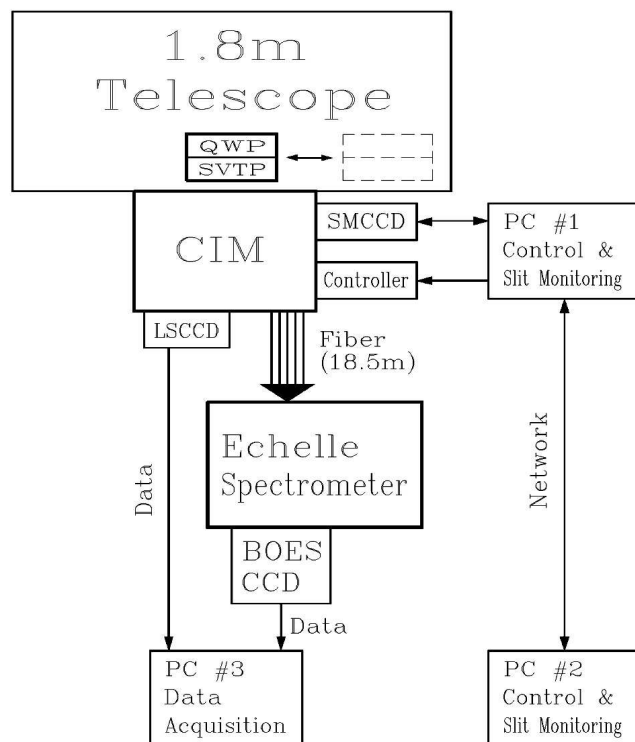 1.8m
Telescope
QWP
SVTP
CIM
SMCCD
Controller
PC #1
Control &
Slit Monitoring
LSCCD
Fiber
(18.5m)
Echelle
Spectrometer
Data
Network
BOES
CCD
Data
PC #3
Data
Acquisition
PC #2
Control &
Slit Monitoring